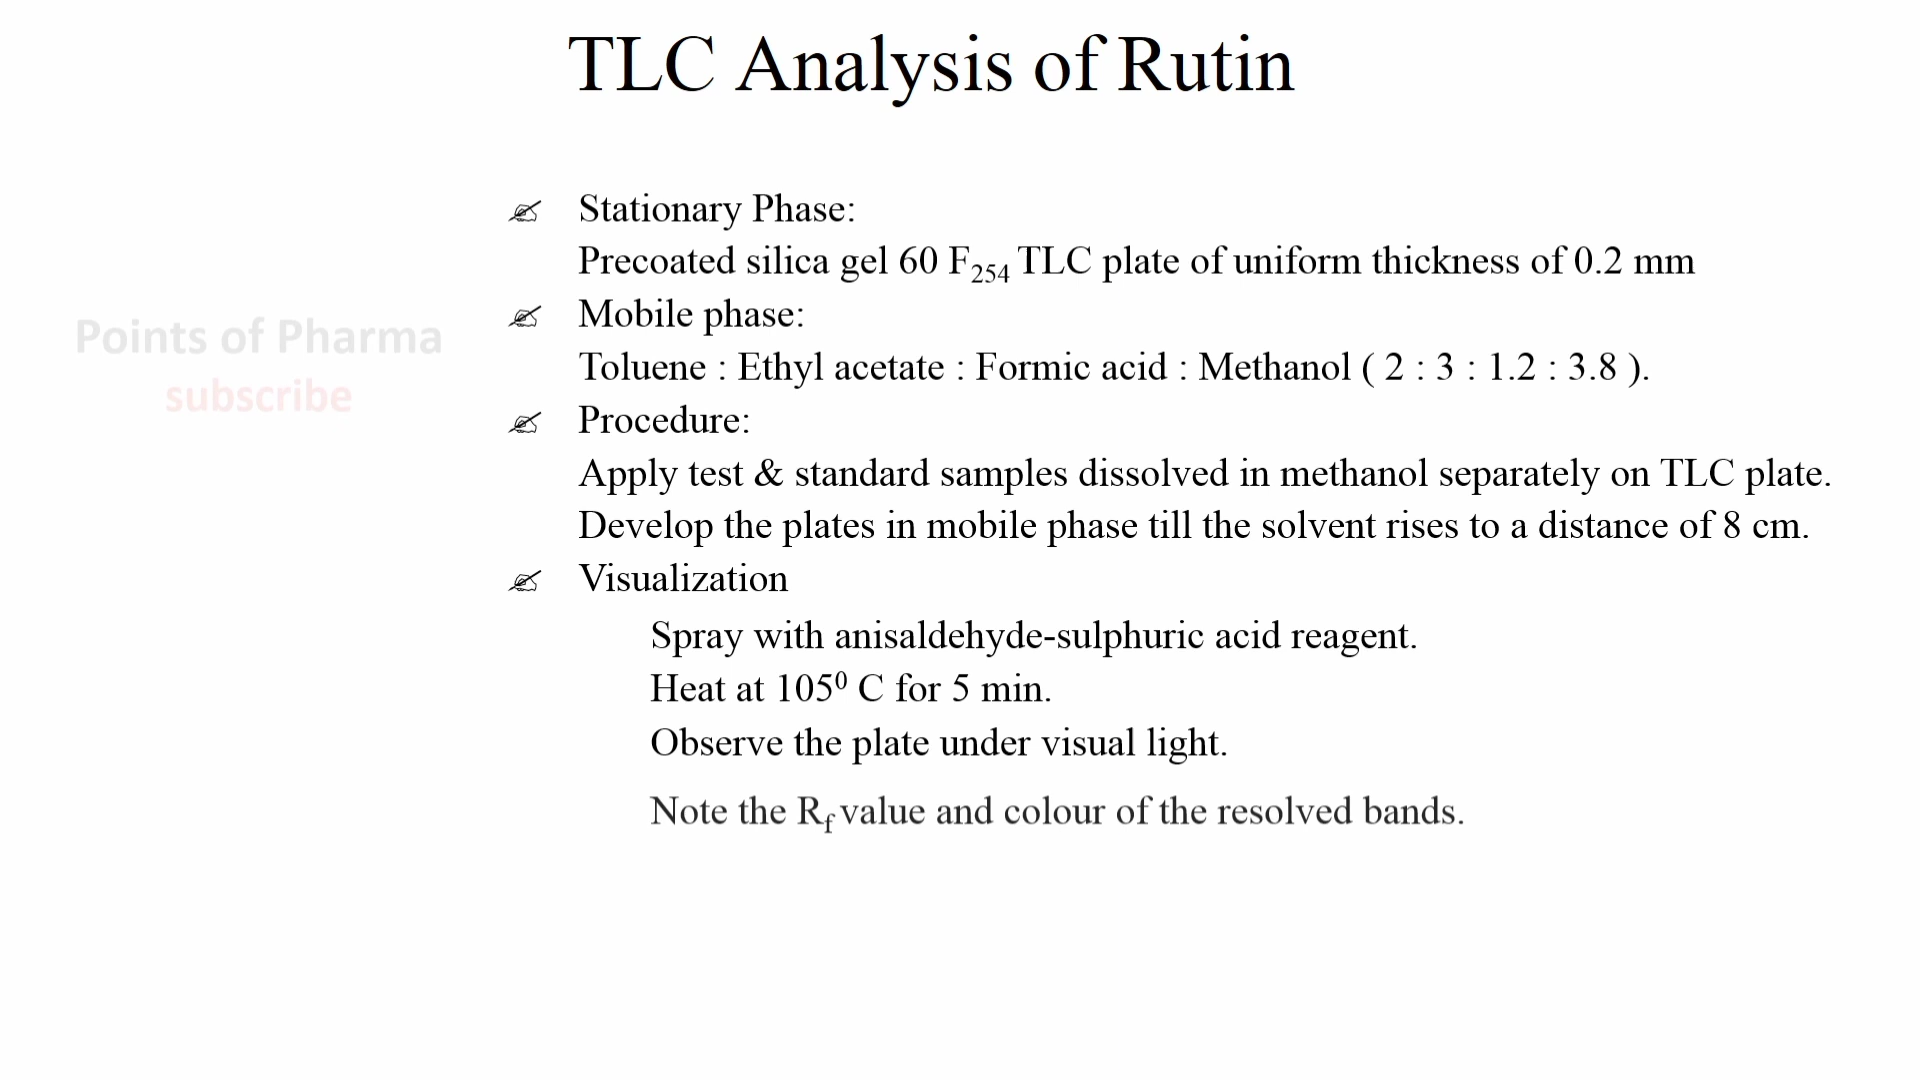 TLC Analysis of Rutin
Stationary Phase:
Precoated silica gel 60 F₂₅₄ TLC plate of uniform thickness of 0.2 mm
Points of Pharma
subscribe
Mobile phase:
Toluene : Ethyl acetate : Formic acid : Methanol ( 2 : 3 : 1.2 : 3.8 ).
Procedure:
Apply test & standard samples dissolved in methanol separately on TLC plate.
Develop the plates in mobile phase till the solvent rises to a distance of 8 cm.
Visualization
Spray with anisaldehyde-sulphuric acid reagent.
Heat at 105⁰ C for 5 min.
Observe the plate under visual light.
Note the Rf value and colour of the resolved bands.